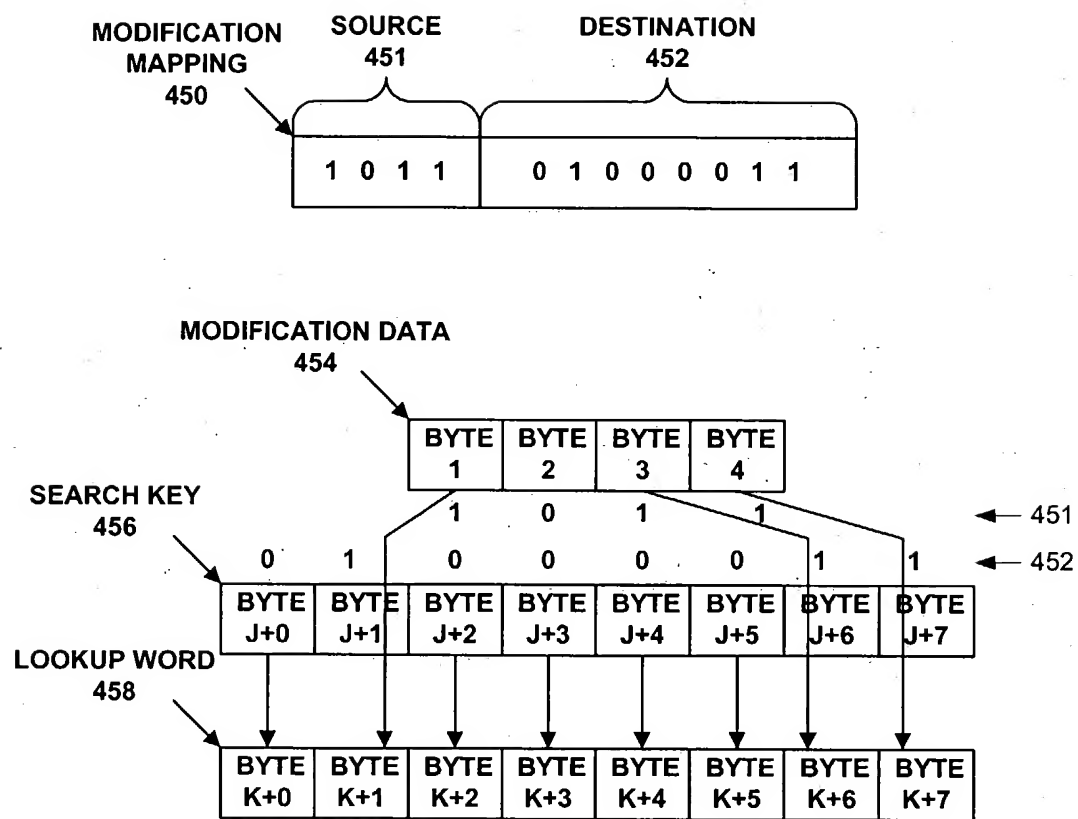 MODIFICATION
MAPPING
450
SOURCE
451
DESTINATION
452
1 0 1 1
0 1 0 0 0 0 1 1
MODIFICATION DATA
454
BYTE 1
BYTE 2
BYTE 3
BYTE 4
SEARCH KEY
456
1 0 1 1
451
0 1 0 0 0 0 1 1
452
BYTE J+0
BYTE J+1
BYTE J+2
BYTE J+3
BYTE J+4
BYTE J+5
BYTE J+6
BYTE J+7
LOOKUP WORD
458
BYTE K+0
BYTE K+1
BYTE K+2
BYTE K+3
BYTE K+4
BYTE K+5
BYTE K+6
BYTE K+7